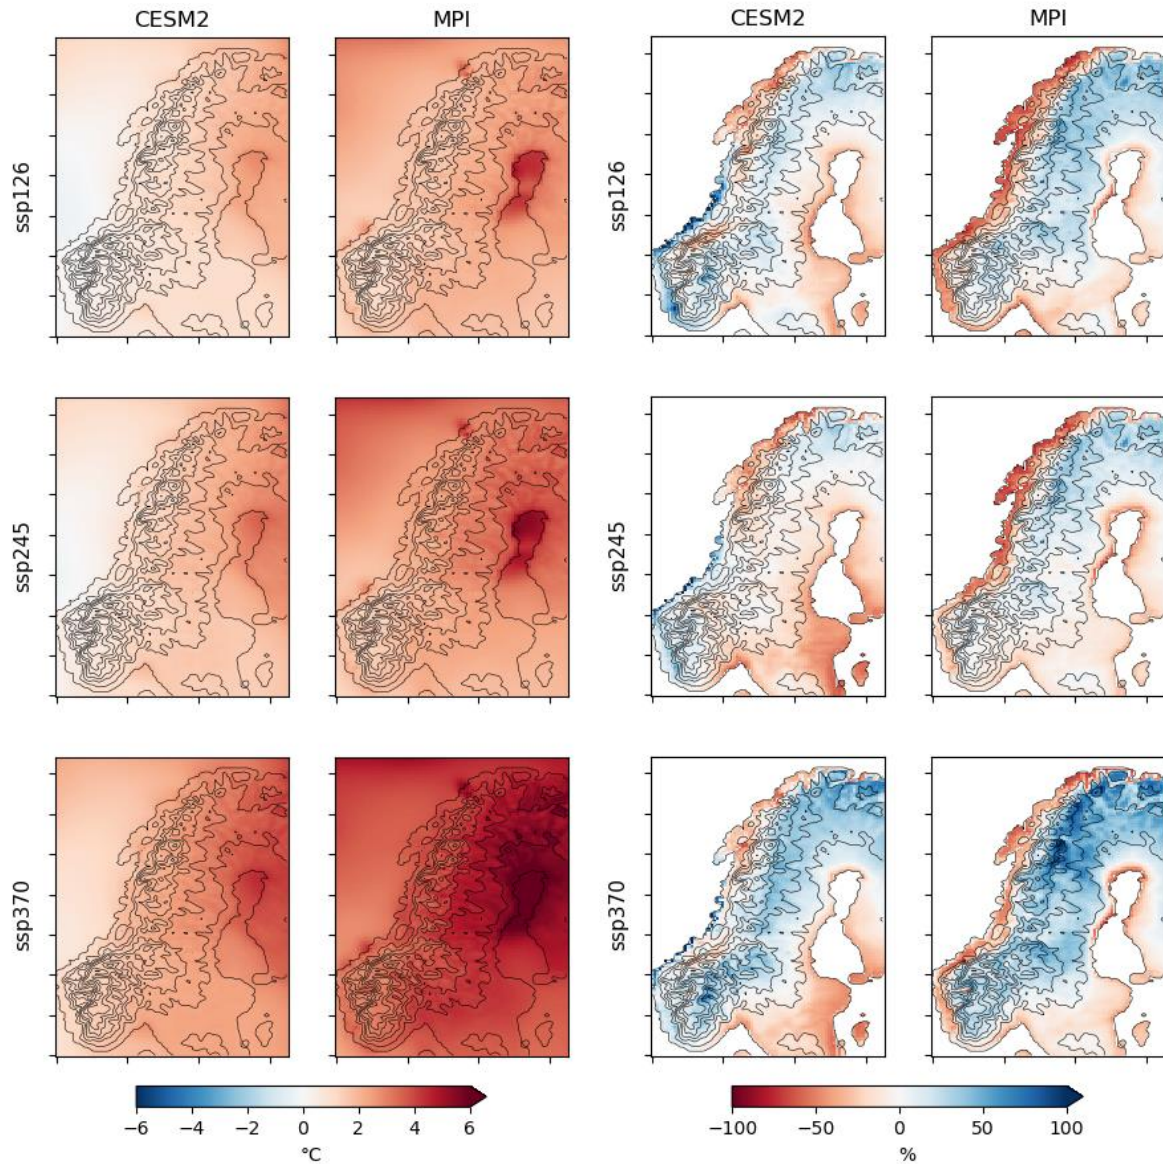 CESM2 MPI CESM2 MPI
ssp126 ssp126
ssp245 ssp245
ssp370 ssp370
−6 −4 −2 0 2 4 6 −100 −50 0 50 100
°C %